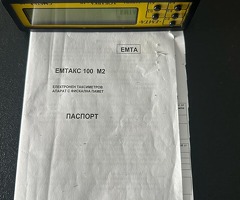 ЕМТА
ЕМТАКС 100 М2
ЕЛЕКТРОНЕН ТАКСИМЕТРОВ
АПАРАТ С ФИСКАЛНА ПАМЕТ
ПАСПОРТ